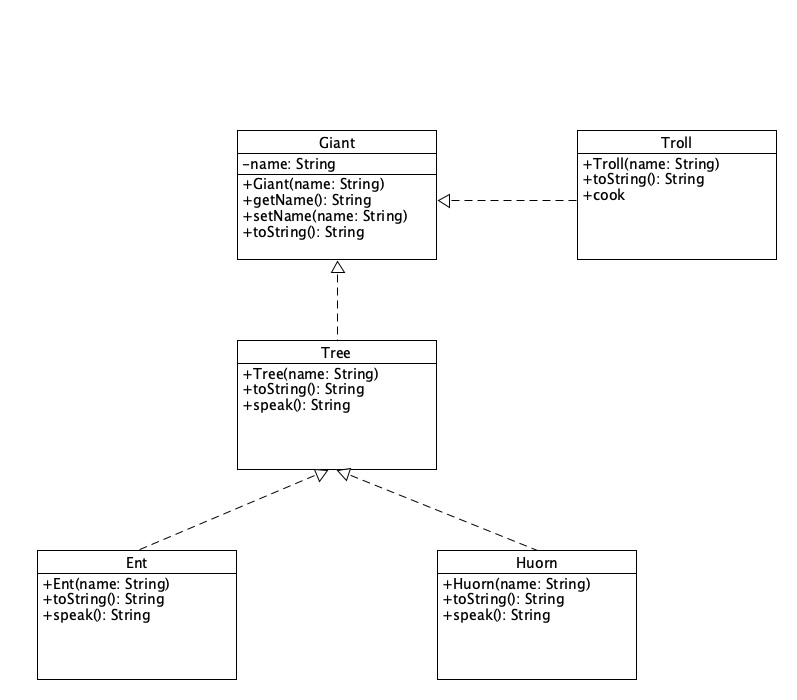 Giant
-name: String
+Giant(name: String)
+getName(): String
+setName(name: String)
+toString(): String
Troll
+Troll(name: String)
+toString(): String
+cook
Tree
+Tree(name: String)
+toString(): String
+speak(): String
Ent
+Ent(name: String)
+toString(): String
+speak(): String
Huorn
+Huorn(name: String)
+toString(): String
+speak(): String